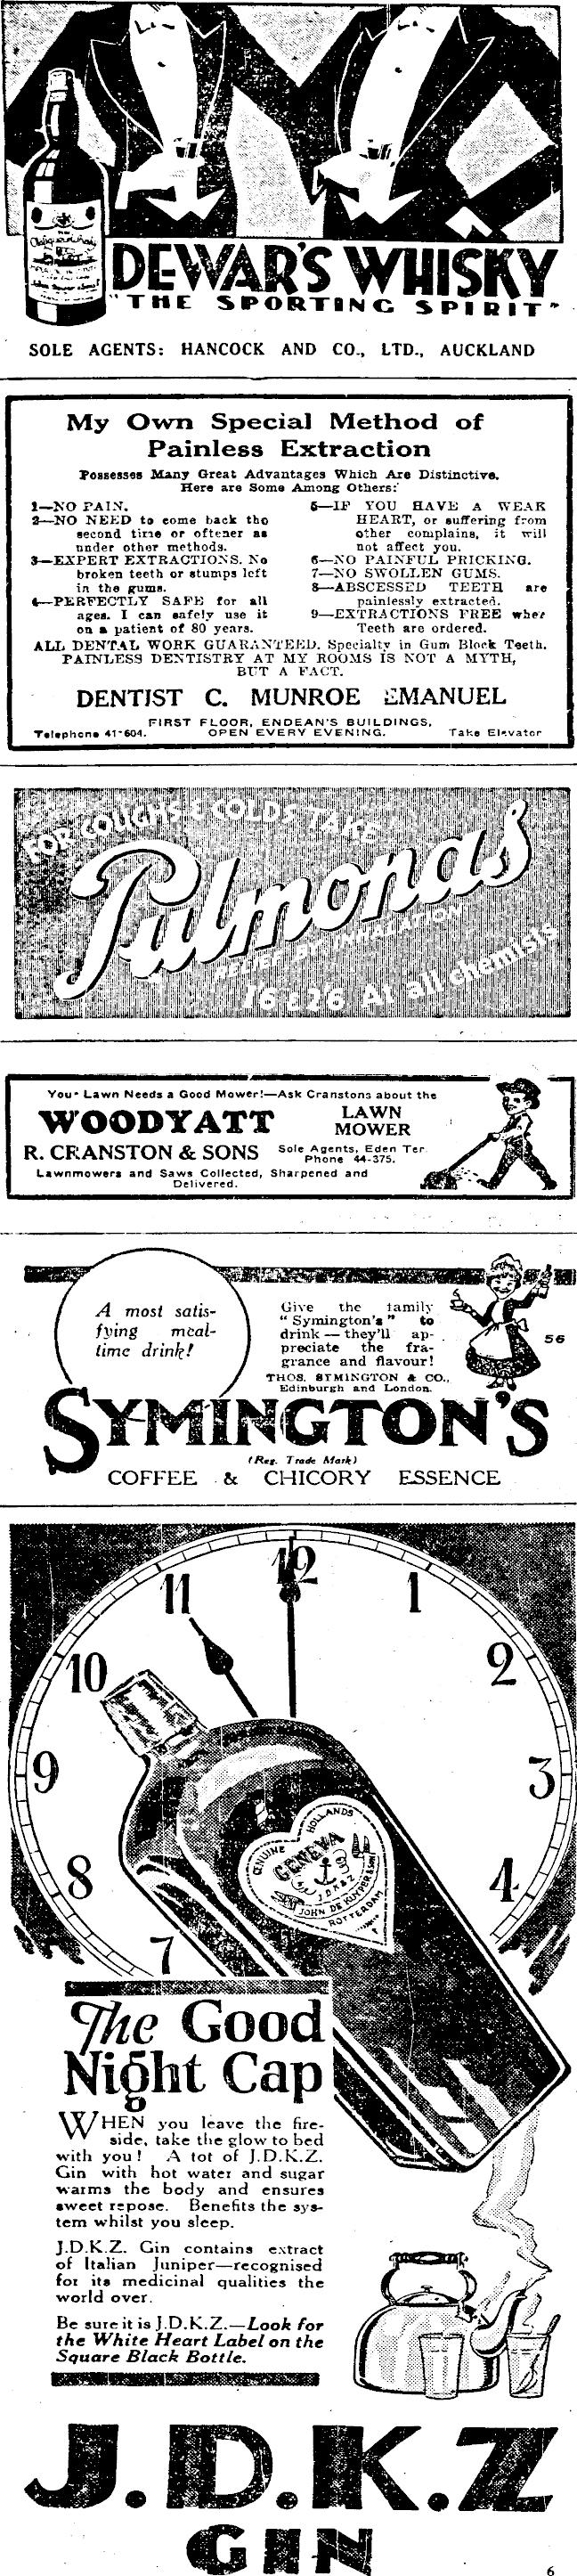 DEWAR'S WHISKY
"THE SPORTING SPIRIT"
SOLE AGENTS: HANCOCK AND CO., LTD., AUCKLAND
My Own Special Method of
Painless Extraction
Possesses Many Great Advantages Which Are Distinctive.
Here are Some Among Others:
1—NO PAIN.
2—NO NEED to come back the
second time or oftener as
under other methods.
3—EXPERT EXTRACTIONS. No
broken teeth or stumps left
in the gums.
4—PERFECTLY SAFE for all
ages. I can safely use it
on a patient of 80 years.
5—IF YOU HAVE A WEAK
HEART, or suffering from
other complains, it will
not affect you.
6—NO PAINFUL PRICKING.
7—NO SWOLLEN GUMS.
8—ABSCESSED TEETH are
painlessly extracted.
9—EXTRACTIONS FREE when
Teeth are ordered.
ALL DENTAL WORK GUARANTEED. Specialty in Gum Block Teeth.
PAINLESS DENTISTRY AT MY ROOMS IS NOT A MYTH,
BUT A FACT.
DENTIST C. MUNROE EMANUEL
FIRST FLOOR, ENDEAN'S BUILDINGS,
Telephone 41-604. OPEN EVERY EVENING. Take Elevator
FOR COUGHS & COLDS TAKE
Pulmonas
RELIEF BY INHALATION
1'6 & 2'6 At all chemists
Your Lawn Needs a Good Mower!—Ask Cranstons about the
WOODYATT LAWN
MOWER
R. CRANSTON & SONS Sole Agents, Eden Ter.
Phone 44-375.
Lawnmowers and Saws Collected, Sharpened and
Delivered.
A most satis-
fying meal-
time drink!
Give the family
"Symington's" to
drink — they'll ap-
preciate the fra-
grance and flavour!
THOS. SYMINGTON & CO.,
Edinburgh and London.
56
SYMINGTON'S
(Reg. Trade Mark)
COFFEE & CHICORY ESSENCE
12
11 1
10 2
9 3
8 4
7
GENUINE HOLLANDS
GENEVA
J.D.K.&Z.
JOHN DE KUYPER & SON
ROTTERDAM
The Good
Night Cap
WHEN you leave the fire-
side, take the glow to bed
with you! A tot of J.D.K.Z.
Gin with hot water and sugar
warms the body and ensures
sweet repose. Benefits the sys-
tem whilst you sleep.
J.D.K.Z. Gin contains extract
of Italian Juniper—recognised
for its medicinal qualities the
world over.
Be sure it is J.D.K.Z.—Look for
the White Heart Label on the
Square Black Bottle.
J.D.K.Z
GIN
6